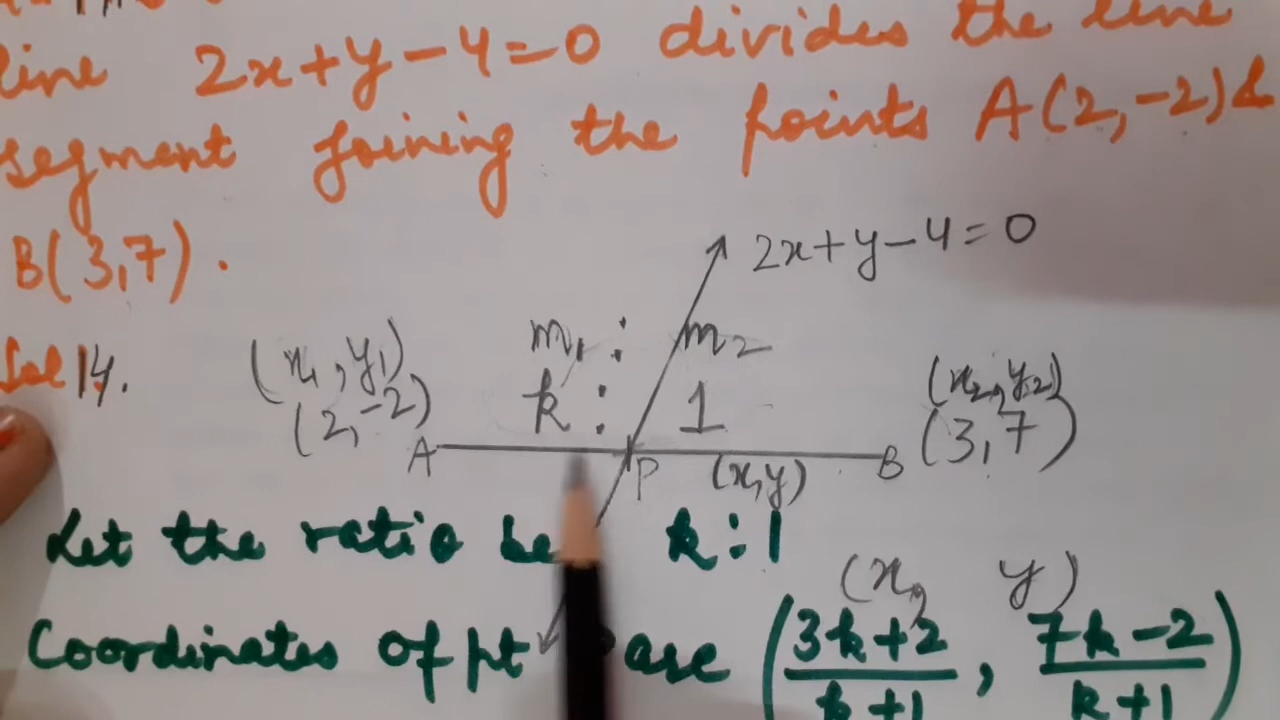 line 2x+y-4=0 divides the line
segment joining the points A(2,-2) &
B(3,7).
2x+y-4=0
Sol 14.
(x₁, y₁) m₁ : m₂ (x₂, y₂)
(2,-2) k : 1 (3,7)
A P (x,y) B
Let the ratio be k:1
(x, y)
Coordinates of pt P are (3k+2/k+1, 7k-2/k+1)